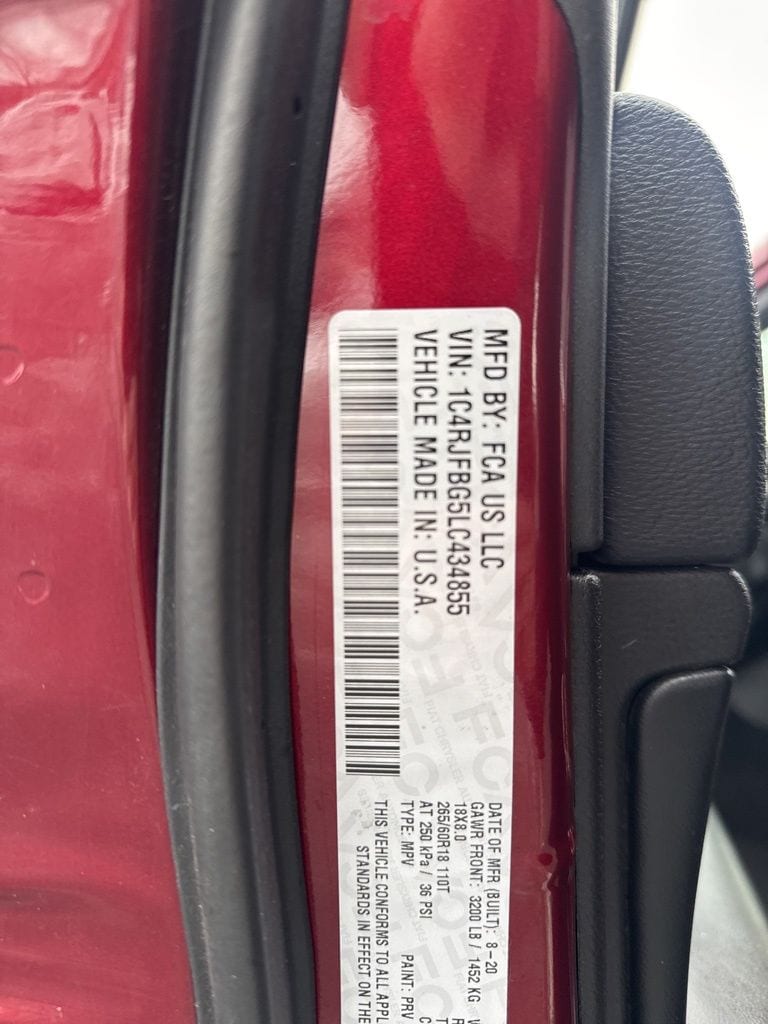 MFD BY: FCA US LLC
VIN: 1C4RJFBG5LC434855
VEHICLE MADE IN: U.S.A.
DATE OF MFR (BUILT): 8-20
GAWR FRONT: 3200 LB / 1452 KG
18X8.0
265/60R18 110T
AT 250 kPa / 36 PSI
TYPE: MPV PAINT: PRV
THIS VEHICLE CONFORMS TO ALL APPL
STANDARDS IN EFFECT ON THE